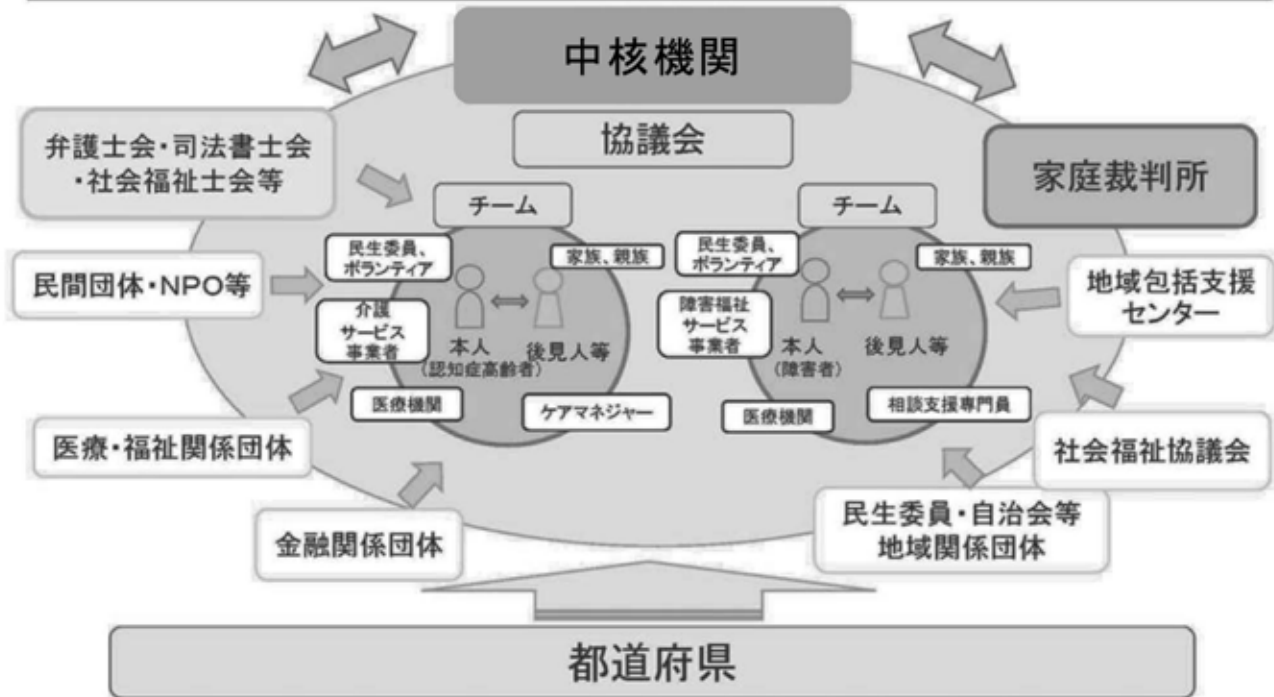 中核機関
協議会
弁護士会・司法書士会
・社会福祉士会等
家庭裁判所
チーム
民生委員、
ボランティア
家族、親族
介護
サービス
事業者
本人
(認知症高齢者)
後見人等
医療機関
ケアマネジャー
チーム
民生委員、
ボランティア
家族、親族
障害福祉
サービス
事業者
本人
(障害者)
後見人等
医療機関
相談支援専門員
民間団体・NPO等
地域包括支援
センター
医療・福祉関係団体
社会福祉協議会
金融関係団体
民生委員・自治会等
地域関係団体
都道府県